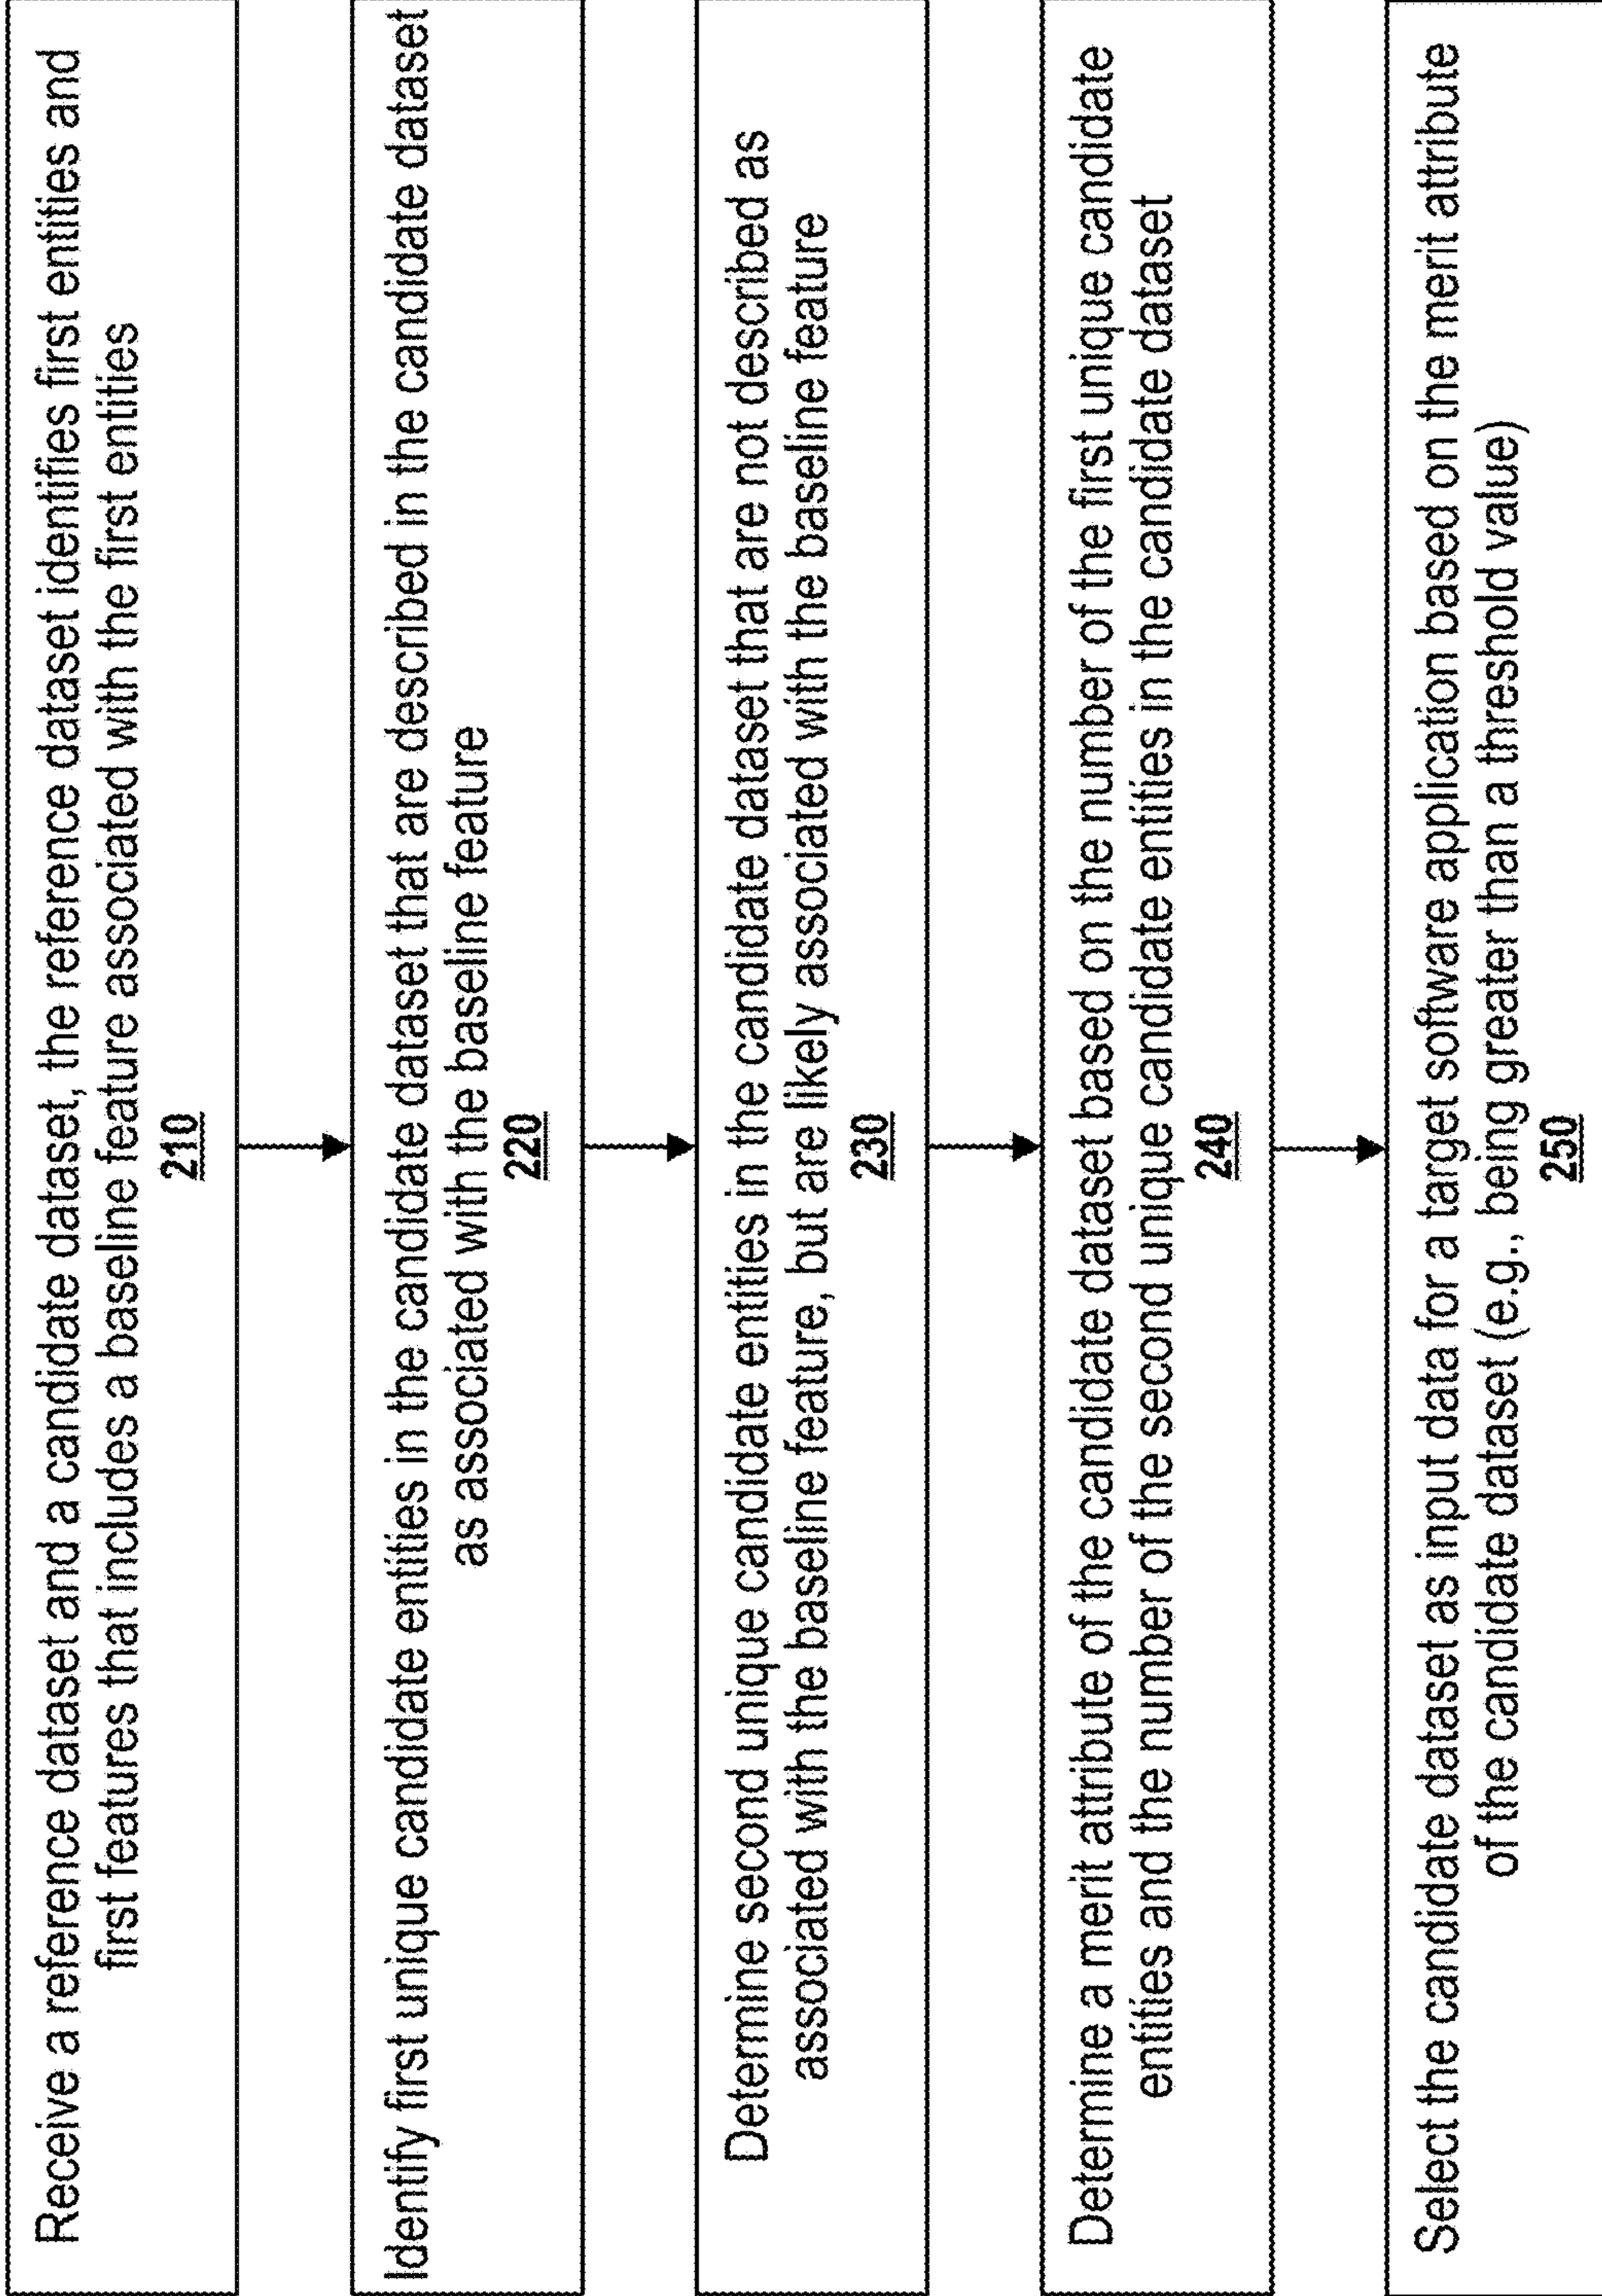 Receive a reference dataset and a candidate dataset, the reference dataset identifies first entities and
first features that includes a baseline feature associated with the first entities
210
Identify first unique candidate entities in the candidate dataset that are described in the candidate dataset
as associated with the baseline feature
220
Determine second unique candidate entities in the candidate dataset that are not described as
associated with the baseline feature, but are likely associated with the baseline feature
230
Determine a merit attribute of the candidate dataset based on the number of the first unique candidate
entities and the number of the second unique candidate entities in the candidate dataset
240
Select the candidate dataset as input data for a target software application based on the merit attribute
of the candidate dataset (e.g., being greater than a threshold value)
250